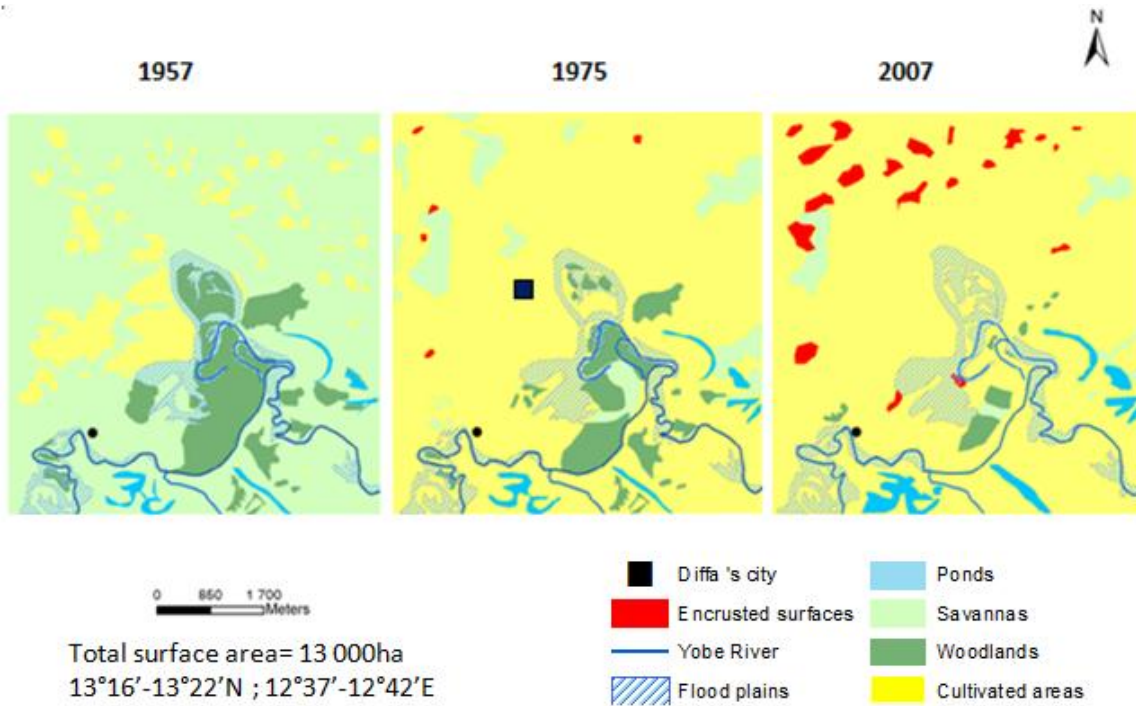 N
1957 1975 2007
0 850 1 700
Meters
Total surface area= 13 000ha
13°16’-13°22’N ; 12°37’-12°42’E
Diffa 's city
Encrusted surfaces
Yobe River
Flood plains
Ponds
Savannas
Woodlands
Cultivated areas